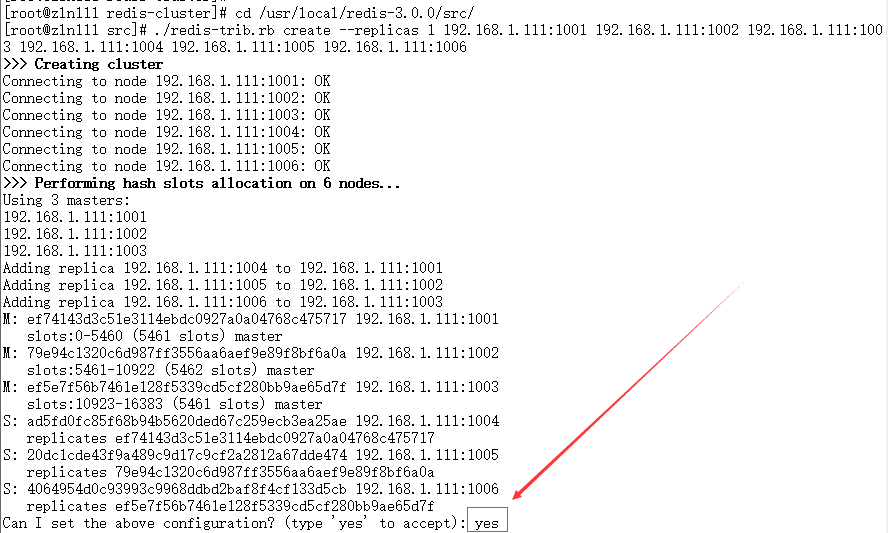 [root@zln111 redis-cluster]# cd /usr/local/redis-3.0.0/src/
[root@zln111 src]# ./redis-trib.rb create --replicas 1 192.168.1.111:1001 192.168.1.111:1002 192.168.1.111:100
3 192.168.1.111:1004 192.168.1.111:1005 192.168.1.111:1006
>>> Creating cluster
Connecting to node 192.168.1.111:1001: OK
Connecting to node 192.168.1.111:1002: OK
Connecting to node 192.168.1.111:1003: OK
Connecting to node 192.168.1.111:1004: OK
Connecting to node 192.168.1.111:1005: OK
Connecting to node 192.168.1.111:1006: OK
>>> Performing hash slots allocation on 6 nodes...
Using 3 masters:
192.168.1.111:1001
192.168.1.111:1002
192.168.1.111:1003
Adding replica 192.168.1.111:1004 to 192.168.1.111:1001
Adding replica 192.168.1.111:1005 to 192.168.1.111:1002
Adding replica 192.168.1.111:1006 to 192.168.1.111:1003
M: ef74143d3c51e3114ebdc0927a0a04768c475717 192.168.1.111:1001
slots:0-5460 (5461 slots) master
M: 79e94c1320c6d987ff3556aa6aef9e89f8bf6a0a 192.168.1.111:1002
slots:5461-10922 (5462 slots) master
M: ef5e7f56b7461e128f5339cd5cf280bb9ae65d7f 192.168.1.111:1003
slots:10923-16383 (5461 slots) master
S: ad5fd0fc85f68b94b5620ded67c259ecb3ea25ae 192.168.1.111:1004
replicates ef74143d3c51e3114ebdc0927a0a04768c475717
S: 20dc1cde43f9a489c9d17c9cf2a2812a67dde474 192.168.1.111:1005
replicates 79e94c1320c6d987ff3556aa6aef9e89f8bf6a0a
S: 4064954d0c93993c9968ddbd2baf8f4cf133d5cb 192.168.1.111:1006
replicates ef5e7f56b7461e128f5339cd5cf280bb9ae65d7f
Can I set the above configuration? (type 'yes' to accept): yes